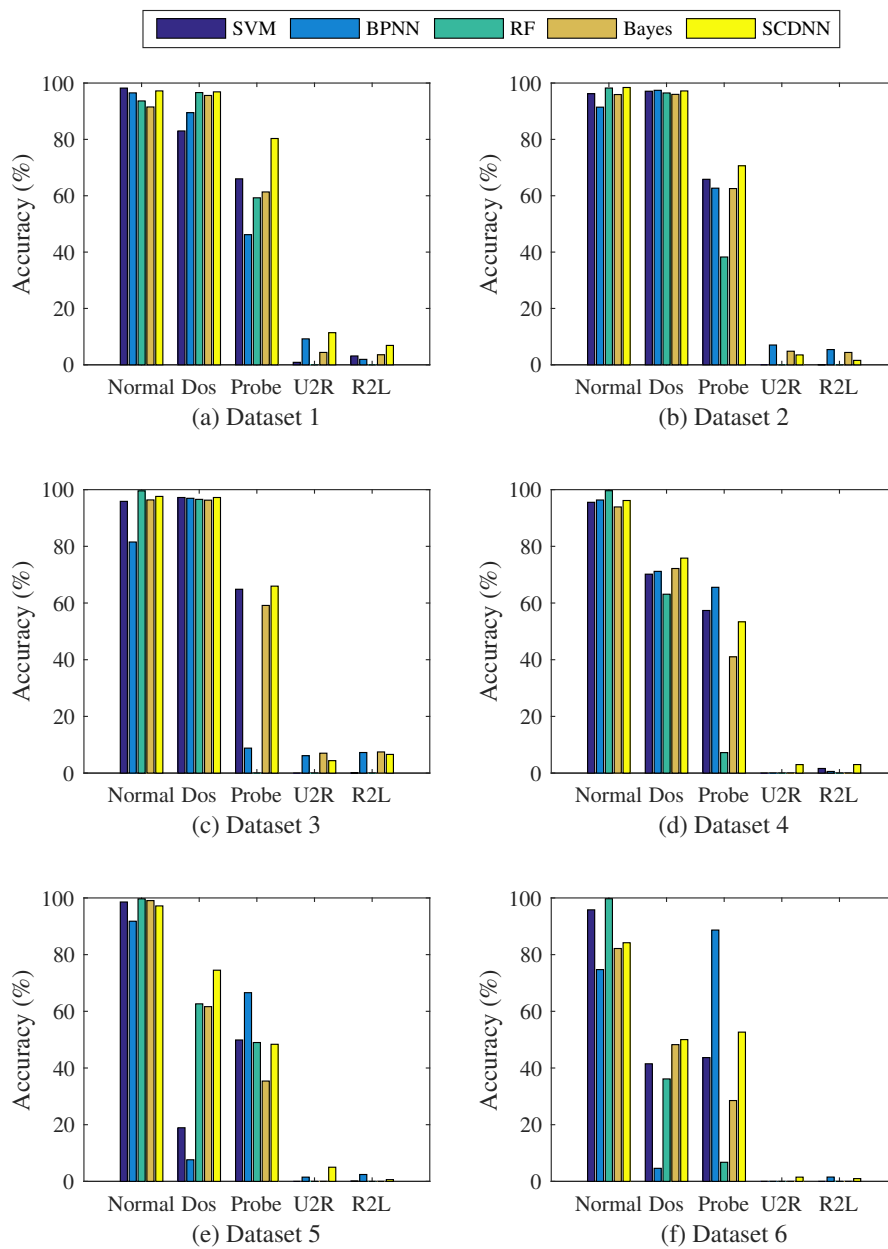 SVM BPNN RF Bayes SCDNN
Accuracy (%)
100
80
60
40
20
0
Normal Dos Probe U2R R2L
(a) Dataset 1
Accuracy (%)
100
80
60
40
20
0
Normal Dos Probe U2R R2L
(b) Dataset 2
Accuracy (%)
100
80
60
40
20
0
Normal Dos Probe U2R R2L
(c) Dataset 3
Accuracy (%)
100
80
60
40
20
0
Normal Dos Probe U2R R2L
(d) Dataset 4
Accuracy (%)
100
80
60
40
20
0
Normal Dos Probe U2R R2L
(e) Dataset 5
Accuracy (%)
100
80
60
40
20
0
Normal Dos Probe U2R R2L
(f) Dataset 6